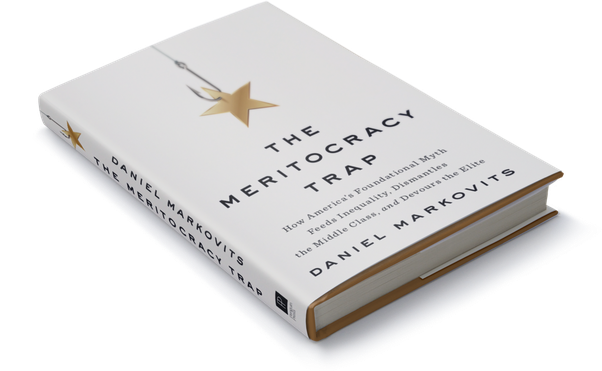 THE
MERITOCRACY
TRAP
How America's Foundational Myth
Feeds Inequality, Dismantles
the Middle Class, and Devours the Elite
DANIEL MARKOVITS
DANIEL MARKOVITS
THE MERITOCRACY TRAP